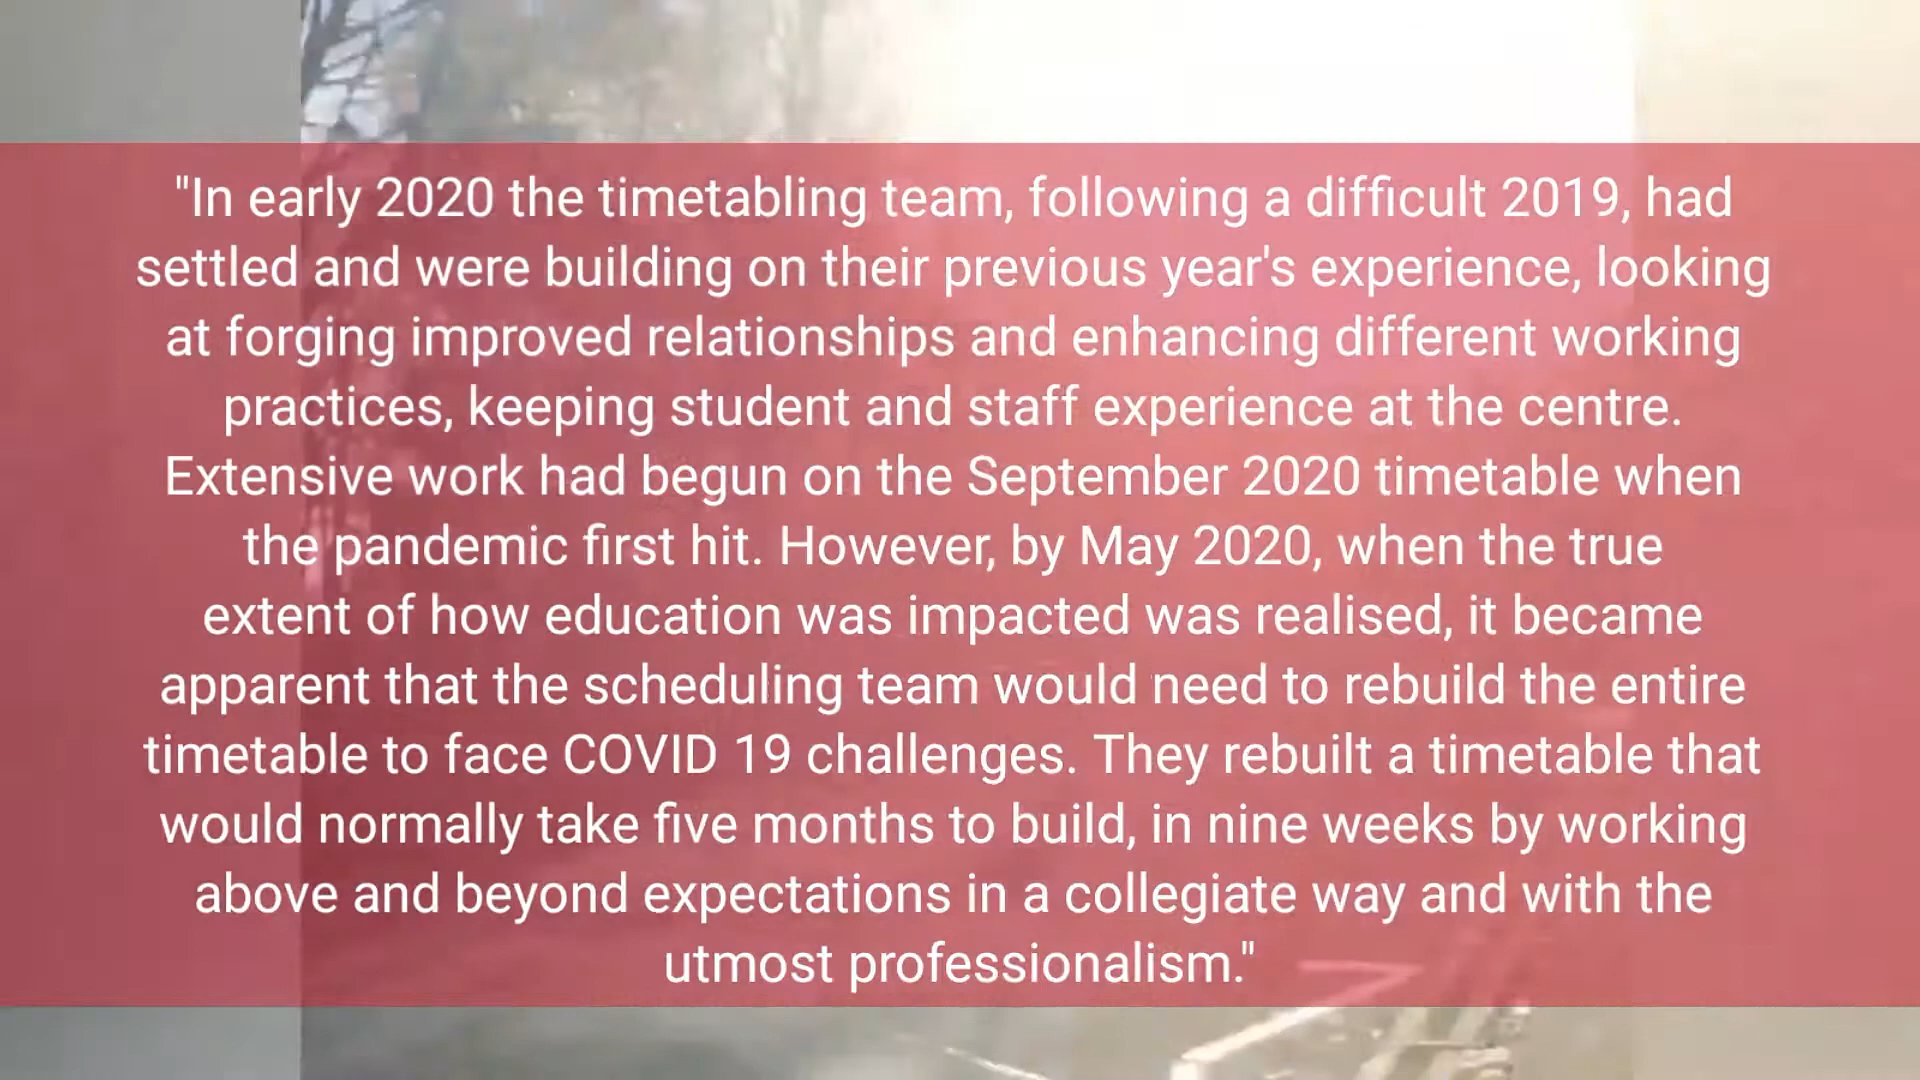 "In early 2020 the timetabling team, following a difficult 2019, had
settled and were building on their previous year's experience, looking
at forging improved relationships and enhancing different working
practices, keeping student and staff experience at the centre.
Extensive work had begun on the September 2020 timetable when
the pandemic first hit. However, by May 2020, when the true
extent of how education was impacted was realised, it became
apparent that the scheduling team would need to rebuild the entire
timetable to face COVID 19 challenges. They rebuilt a timetable that
would normally take five months to build, in nine weeks by working
above and beyond expectations in a collegiate way and with the
utmost professionalism."